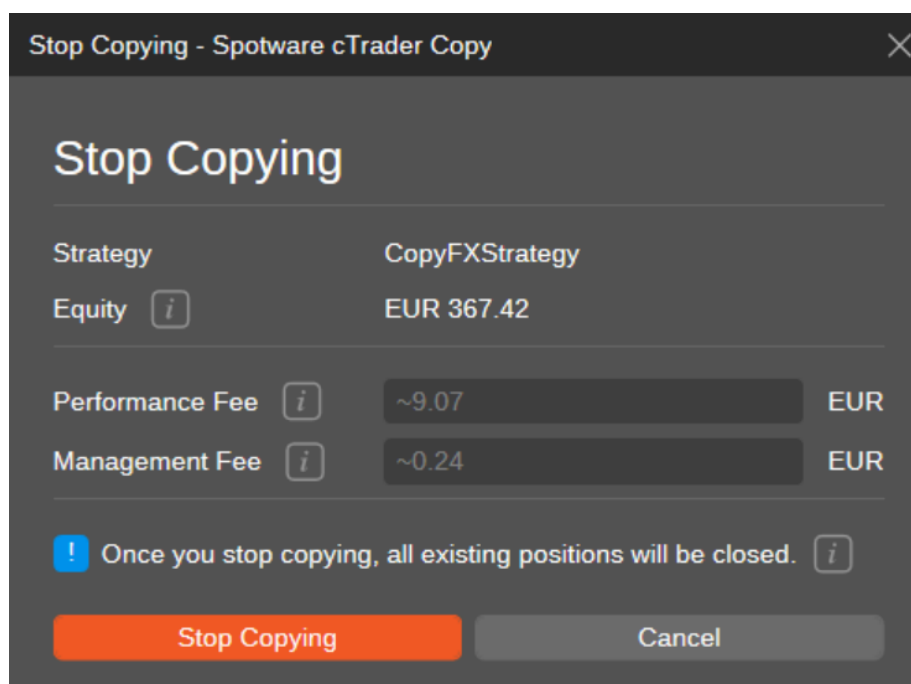 Stop Copying - Spotware cTrader Copy
Stop Copying
Strategy CopyFXStrategy
Equity i EUR 367.42
Performance Fee i ~9.07 EUR
Management Fee i ~0.24 EUR
! Once you stop copying, all existing positions will be closed. i
Stop Copying Cancel